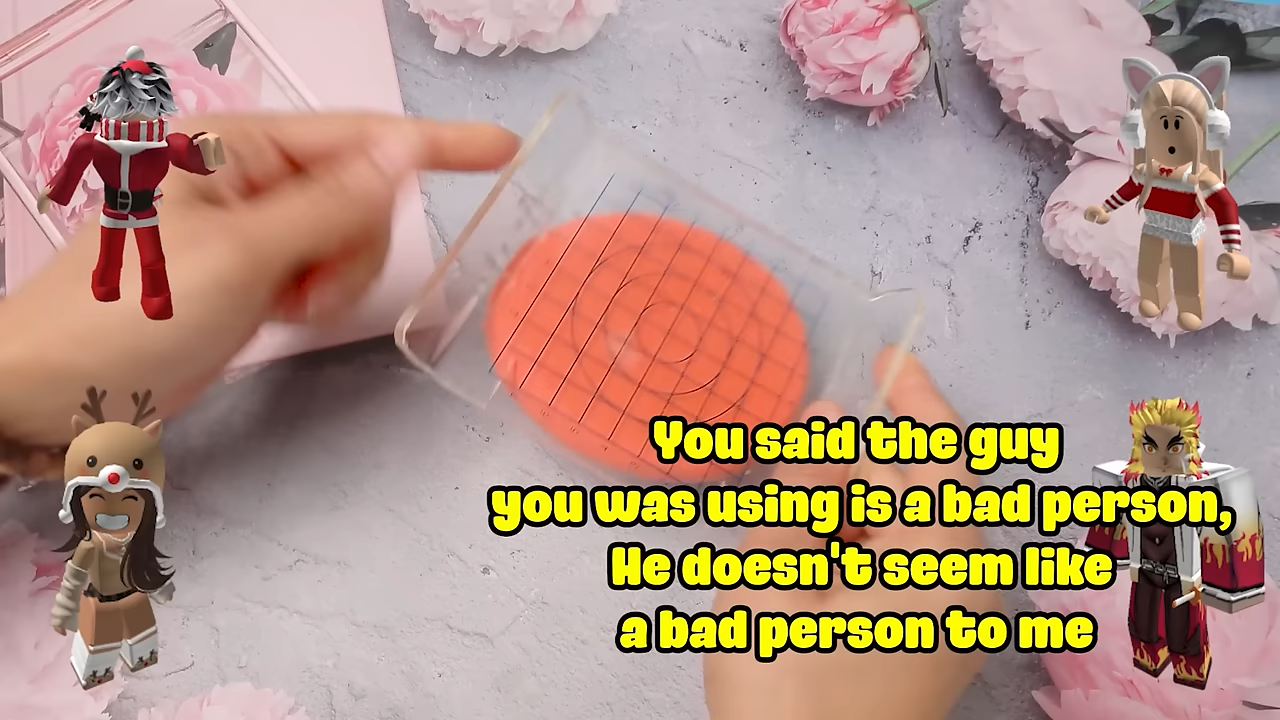 You said the guy
you was using is a bad person,
He doesn't seem like
a bad person to me